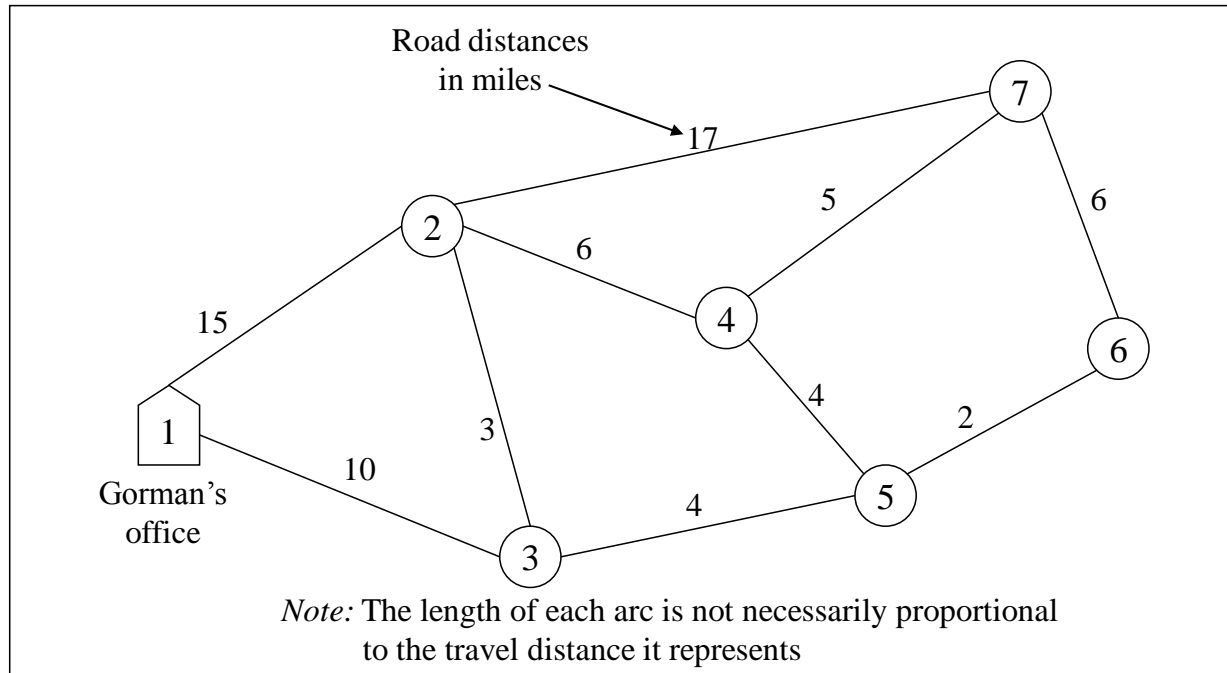 Road distances
in miles
7
17
5
6
2
6
15
4
6
1
4
3
2
10
Gorman’s
office
4
5
3
Note: The length of each arc is not necessarily proportional
to the travel distance it represents